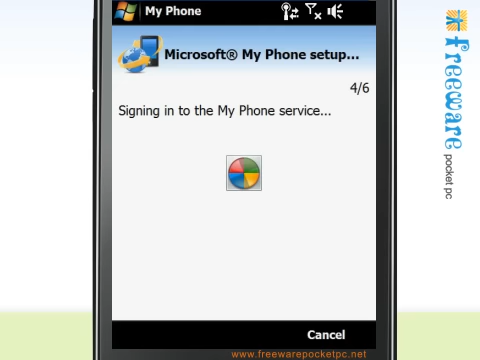 My Phone
Microsoft® My Phone setup...
4/6
Signing in to the My Phone service...
Cancel
www.freewarepocketpc.net
freeware
pocket pc